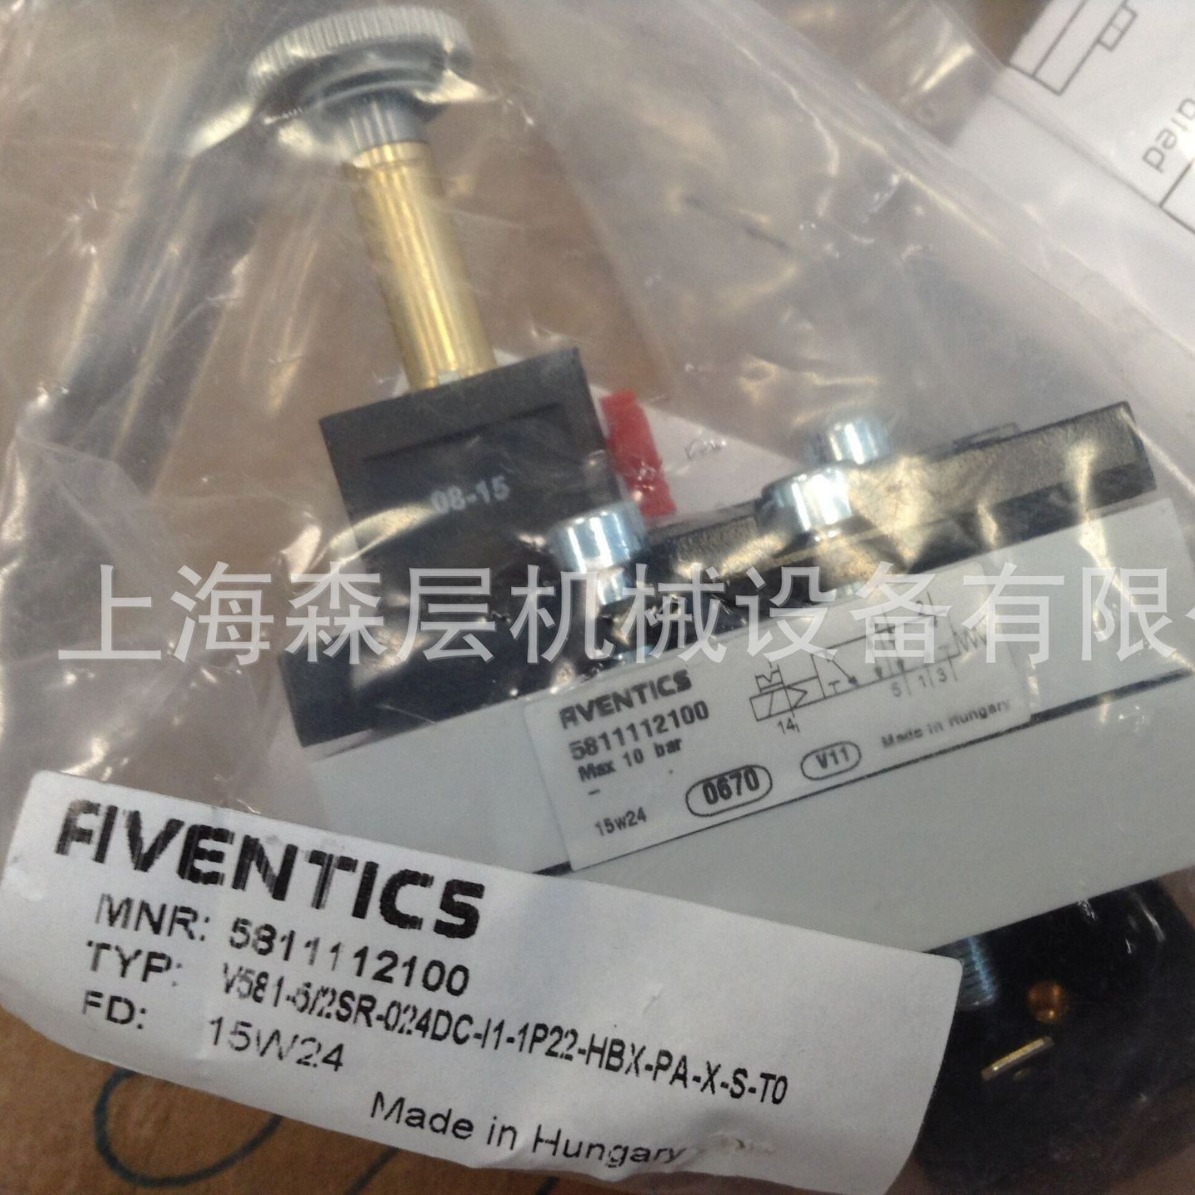 ated
08-15
上海森层机械设备有限
AVENTICS
5811112100
Max 10 bar
-
14
5 1 3
15w24
0670
V11
Made in Hungary
AVENTICS
MNR: 5811112100
TYP: V581-5/2SR-024DC-I1-1P22-HBX-PA-X-S-T0
FD: 15W24
Made in Hungary